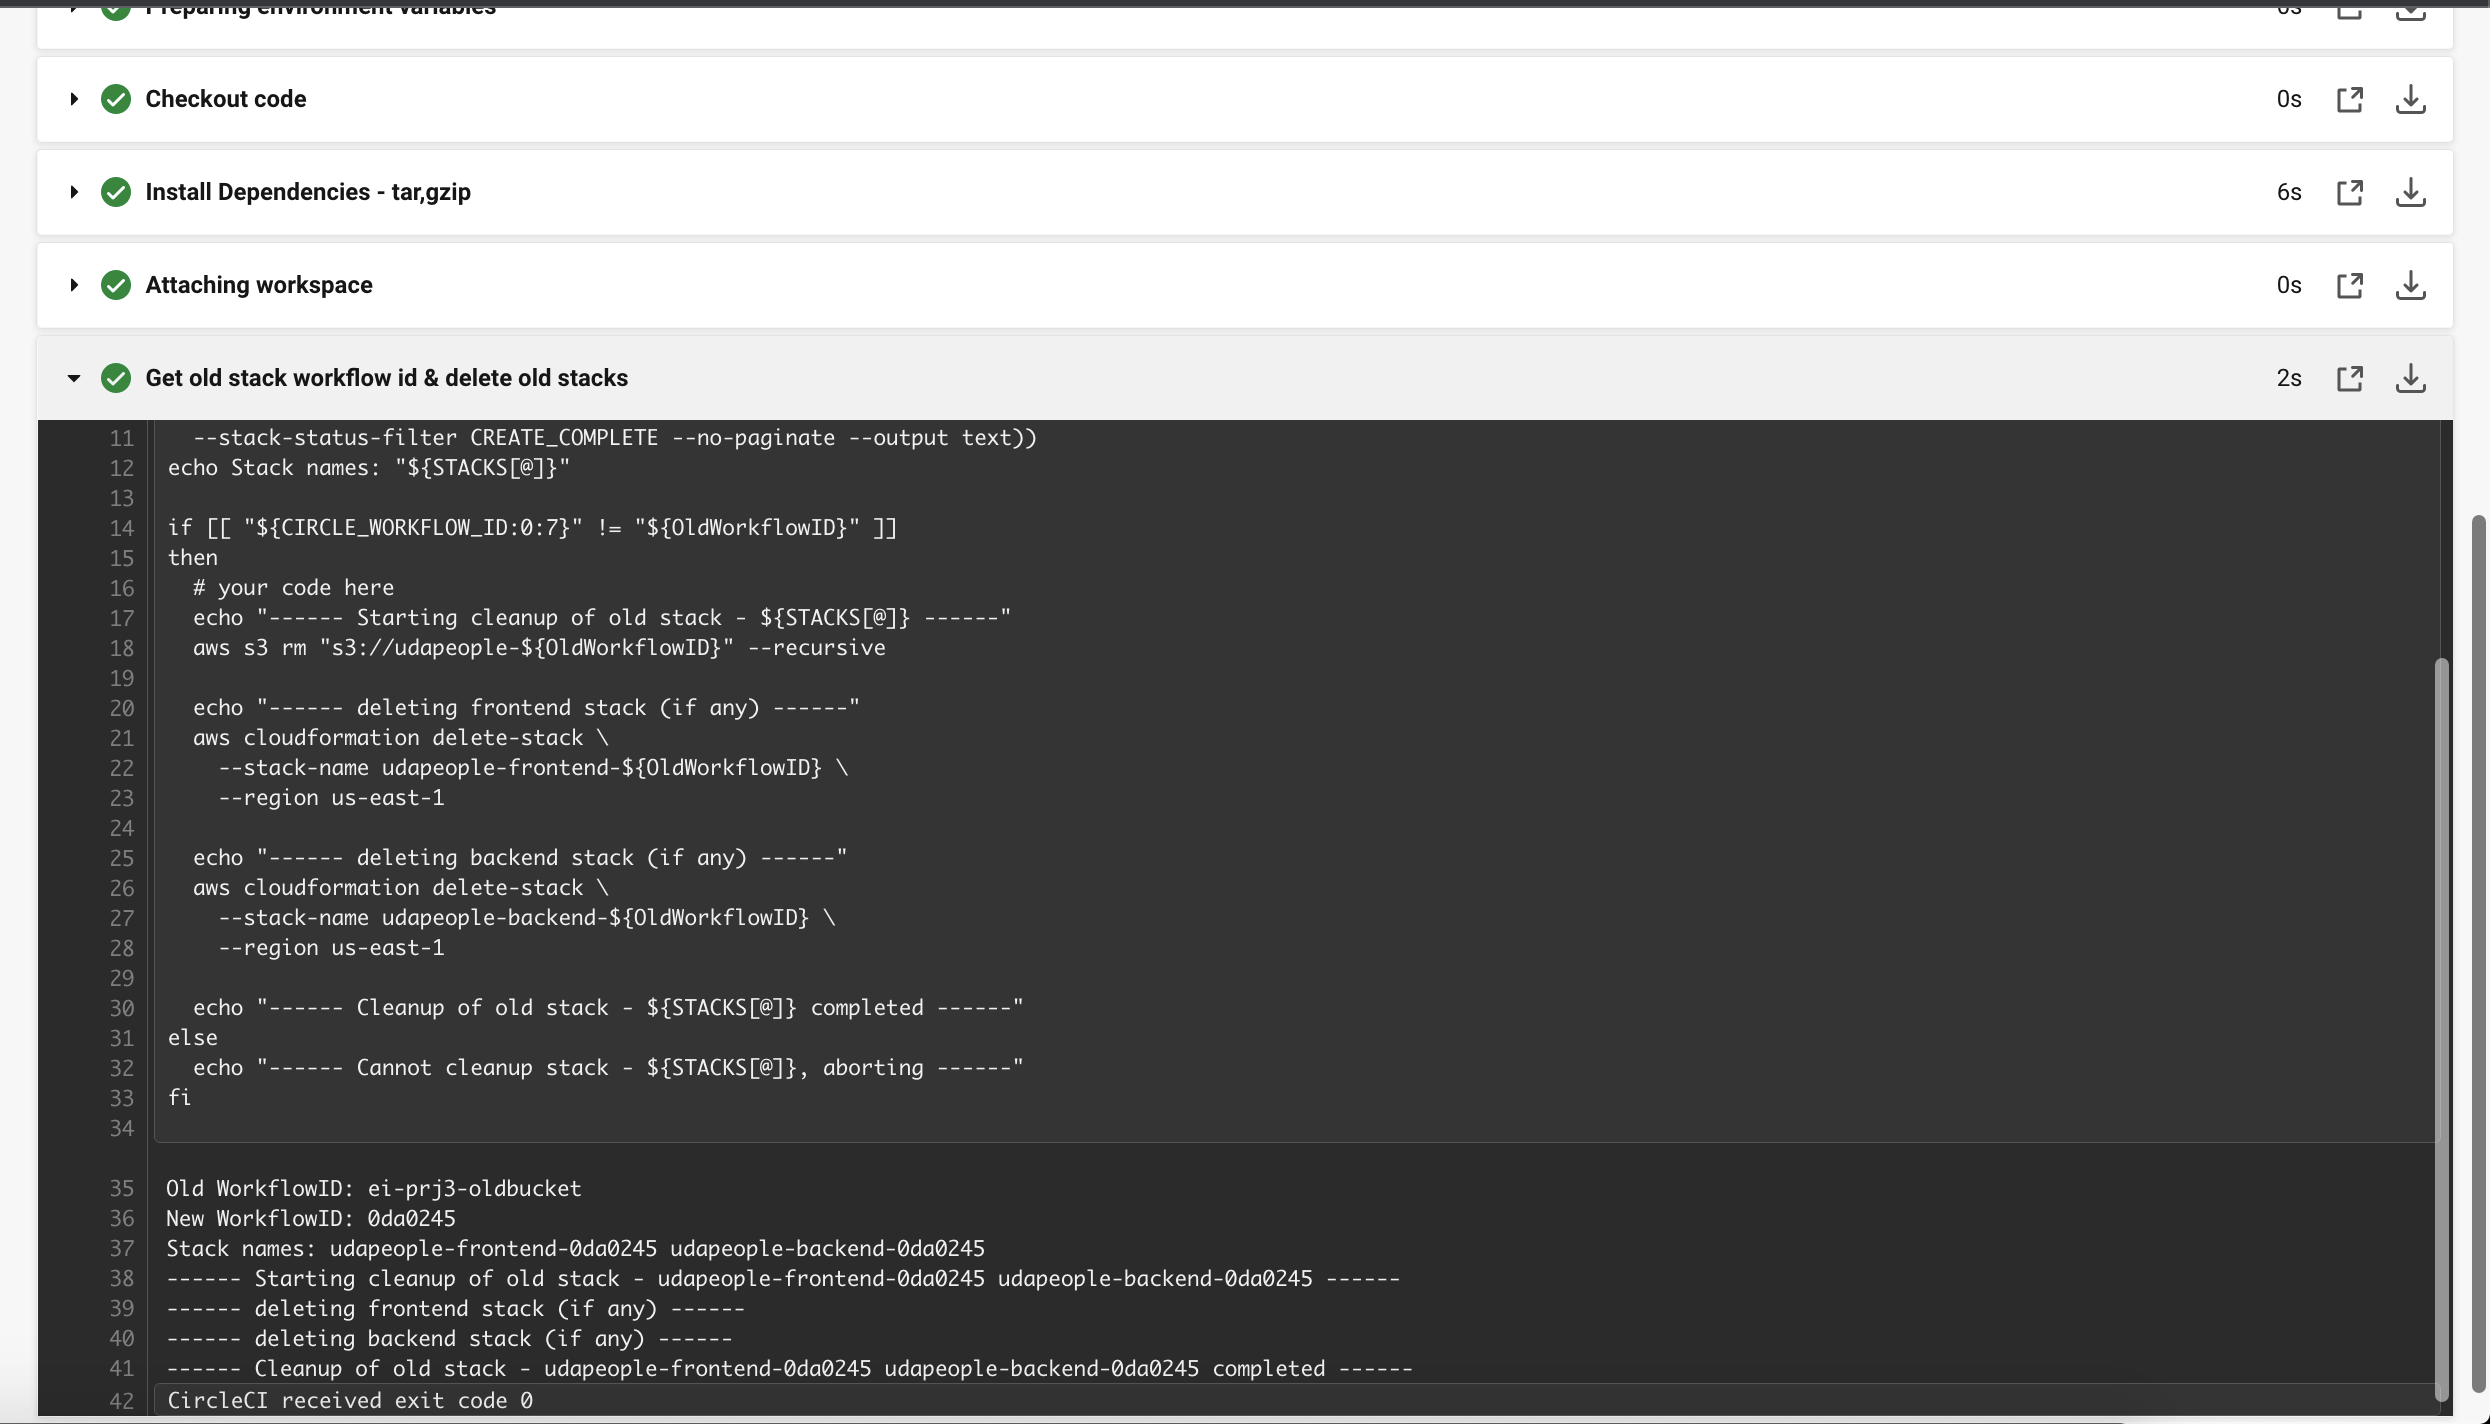 Preparing environment variables 0s
Checkout code 0s
Install Dependencies - tar,gzip 6s
Attaching workspace 0s
Get old stack workflow id & delete old stacks 2s
11   --stack-status-filter CREATE_COMPLETE --no-paginate --output text))
12 echo Stack names: "${STACKS[@]}"
13
14 if [[ "${CIRCLE_WORKFLOW_ID:0:7}" != "${OldWorkflowID}" ]]
15 then
16   # your code here
17   echo "------ Starting cleanup of old stack - ${STACKS[@]} ------"
18   aws s3 rm "s3://udapeople-${OldWorkflowID}" --recursive
19
20   echo "------ deleting frontend stack (if any) ------"
21   aws cloudformation delete-stack \
22     --stack-name udapeople-frontend-${OldWorkflowID} \
23     --region us-east-1
24
25   echo "------ deleting backend stack (if any) ------"
26   aws cloudformation delete-stack \
27     --stack-name udapeople-backend-${OldWorkflowID} \
28     --region us-east-1
29
30   echo "------ Cleanup of old stack - ${STACKS[@]} completed ------"
31 else
32   echo "------ Cannot cleanup stack - ${STACKS[@]}, aborting ------"
33 fi
34
35 Old WorkflowID: ei-prj3-oldbucket
36 New WorkflowID: 0da0245
37 Stack names: udapeople-frontend-0da0245 udapeople-backend-0da0245
38 ------ Starting cleanup of old stack - udapeople-frontend-0da0245 udapeople-backend-0da0245 ------
39 ------ deleting frontend stack (if any) ------
40 ------ deleting backend stack (if any) ------
41 ------ Cleanup of old stack - udapeople-frontend-0da0245 udapeople-backend-0da0245 completed ------
42 CircleCI received exit code 0